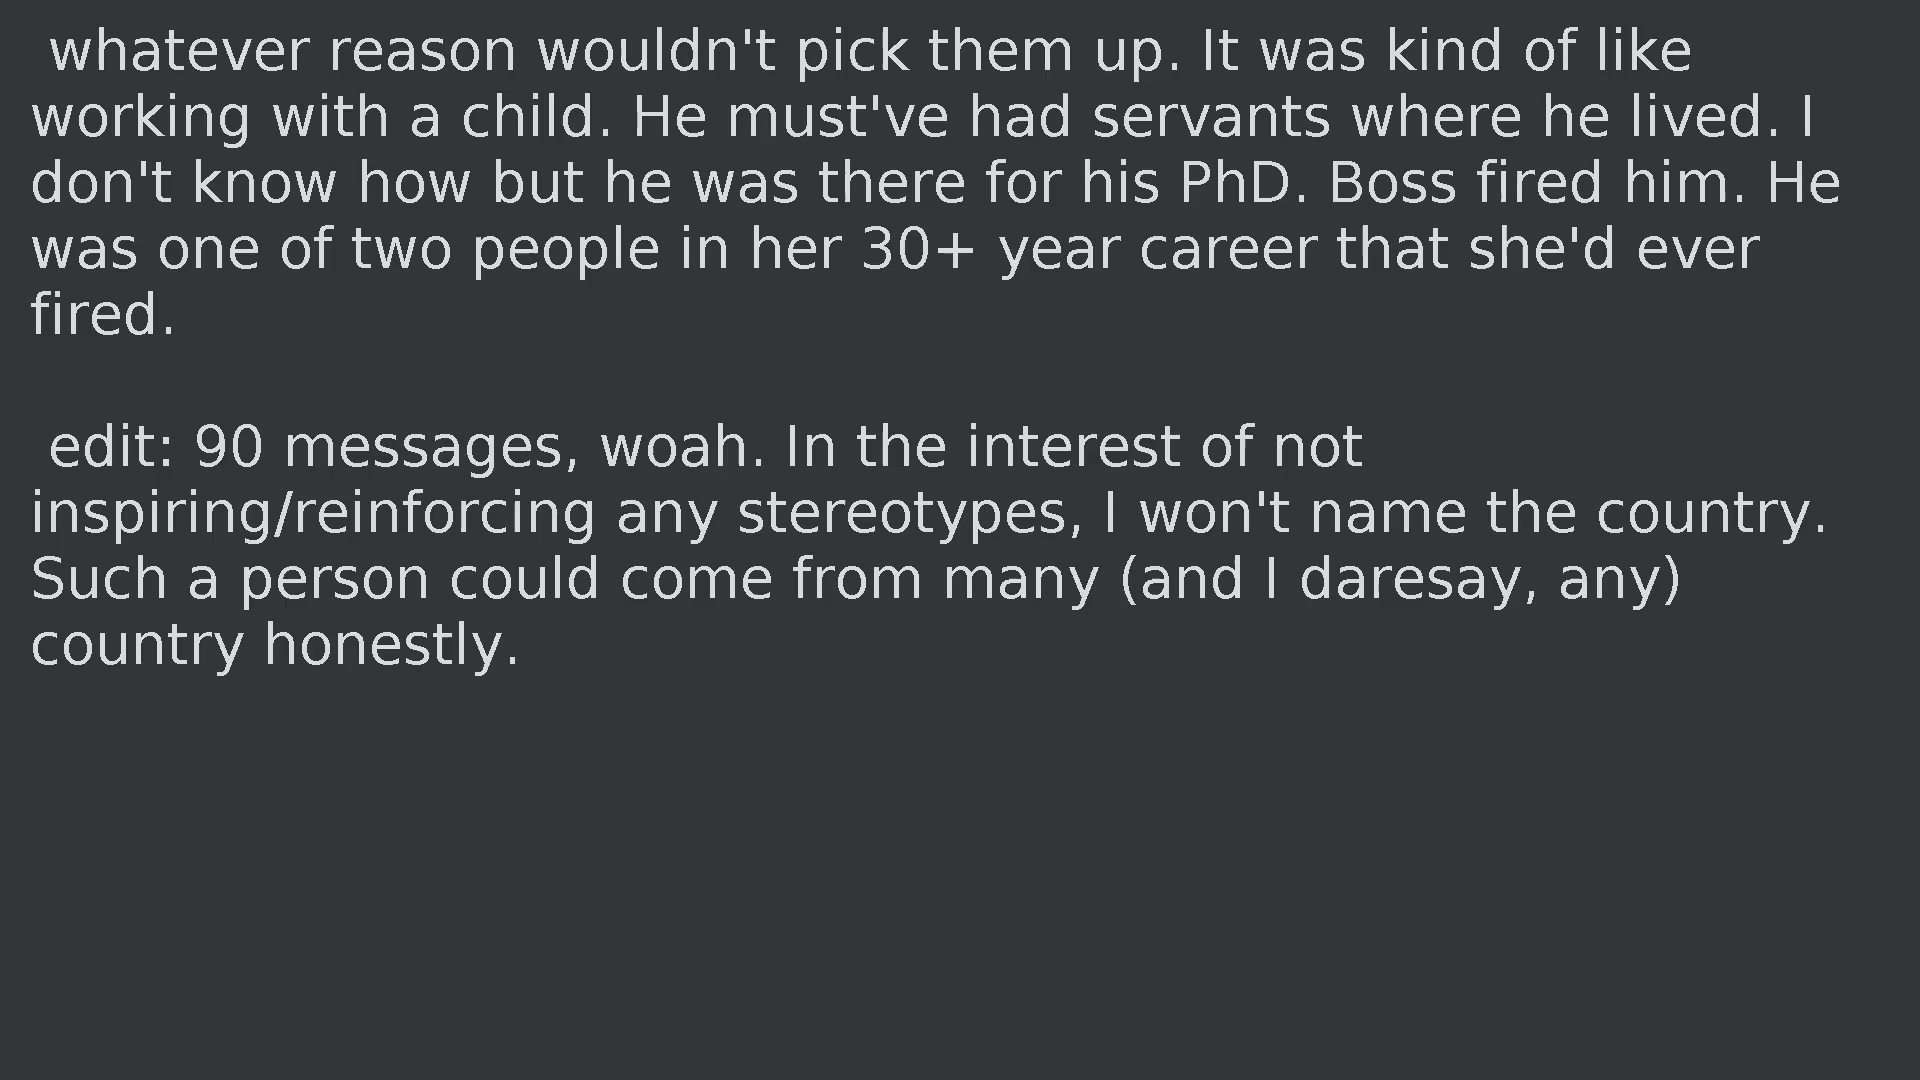 whatever reason wouldn't pick them up. It was kind of like
working with a child. He must've had servants where he lived. I
don't know how but he was there for his PhD. Boss fired him. He
was one of two people in her 30+ year career that she'd ever
fired.
edit: 90 messages, woah. In the interest of not
inspiring/reinforcing any stereotypes, I won't name the country.
Such a person could come from many (and I daresay, any)
country honestly.